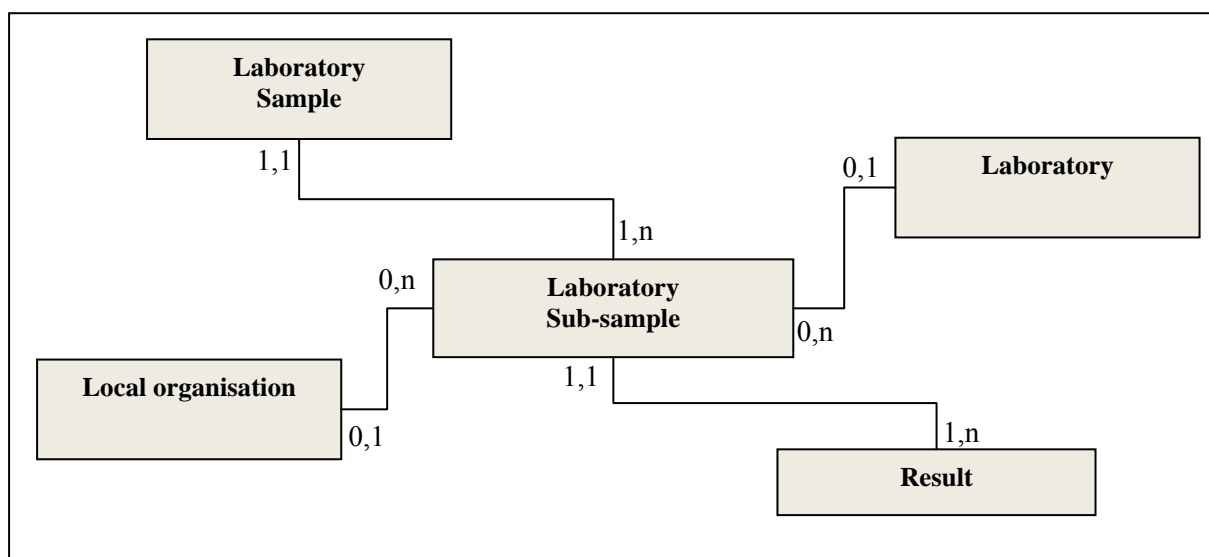 Laboratory
Sample
1,1
0,1
Laboratory
1,n
0,n
Laboratory
Sub-sample
0,n
1,1
Local organisation
0,1
1,n
Result